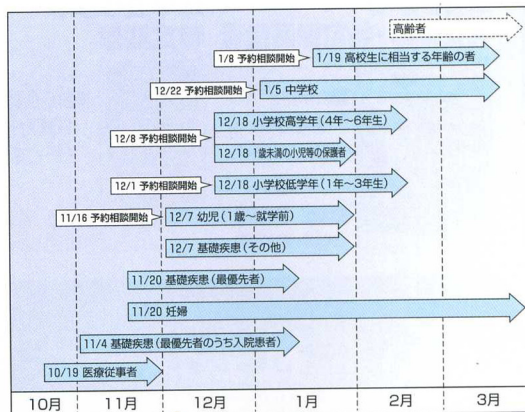 高齢者
1/8 予約相談開始
1/19 高校生に相当する年齢の者
12/22 予約相談開始
1/5 中学校
12/18 小学校高学年(4年～6年生)
12/8 予約相談開始
12/18 1歳未満の小児等の保護者
12/1 予約相談開始
12/18 小学校低学年(1年～3年生)
11/16 予約相談開始
12/7 幼児(1歳～就学前)
12/7 基礎疾患(その他)
11/20 基礎疾患(最優先者)
11/20 妊婦
11/4 基礎疾患(最優先者のうち入院患者)
10/19 医療従事者
10月 11月 12月 1月 2月 3月